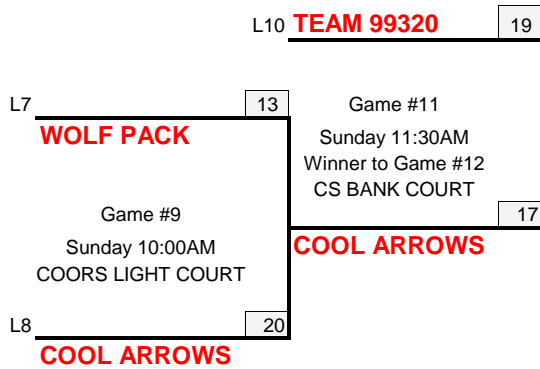 L10 TEAM 99320 19
L7 13 Game #11
WOLF PACK Sunday 11:30AM
Winner to Game #12
CS BANK COURT
Game #9 17
Sunday 10:00AM COOL ARROWS
COORS LIGHT COURT
L8 20
COOL ARROWS